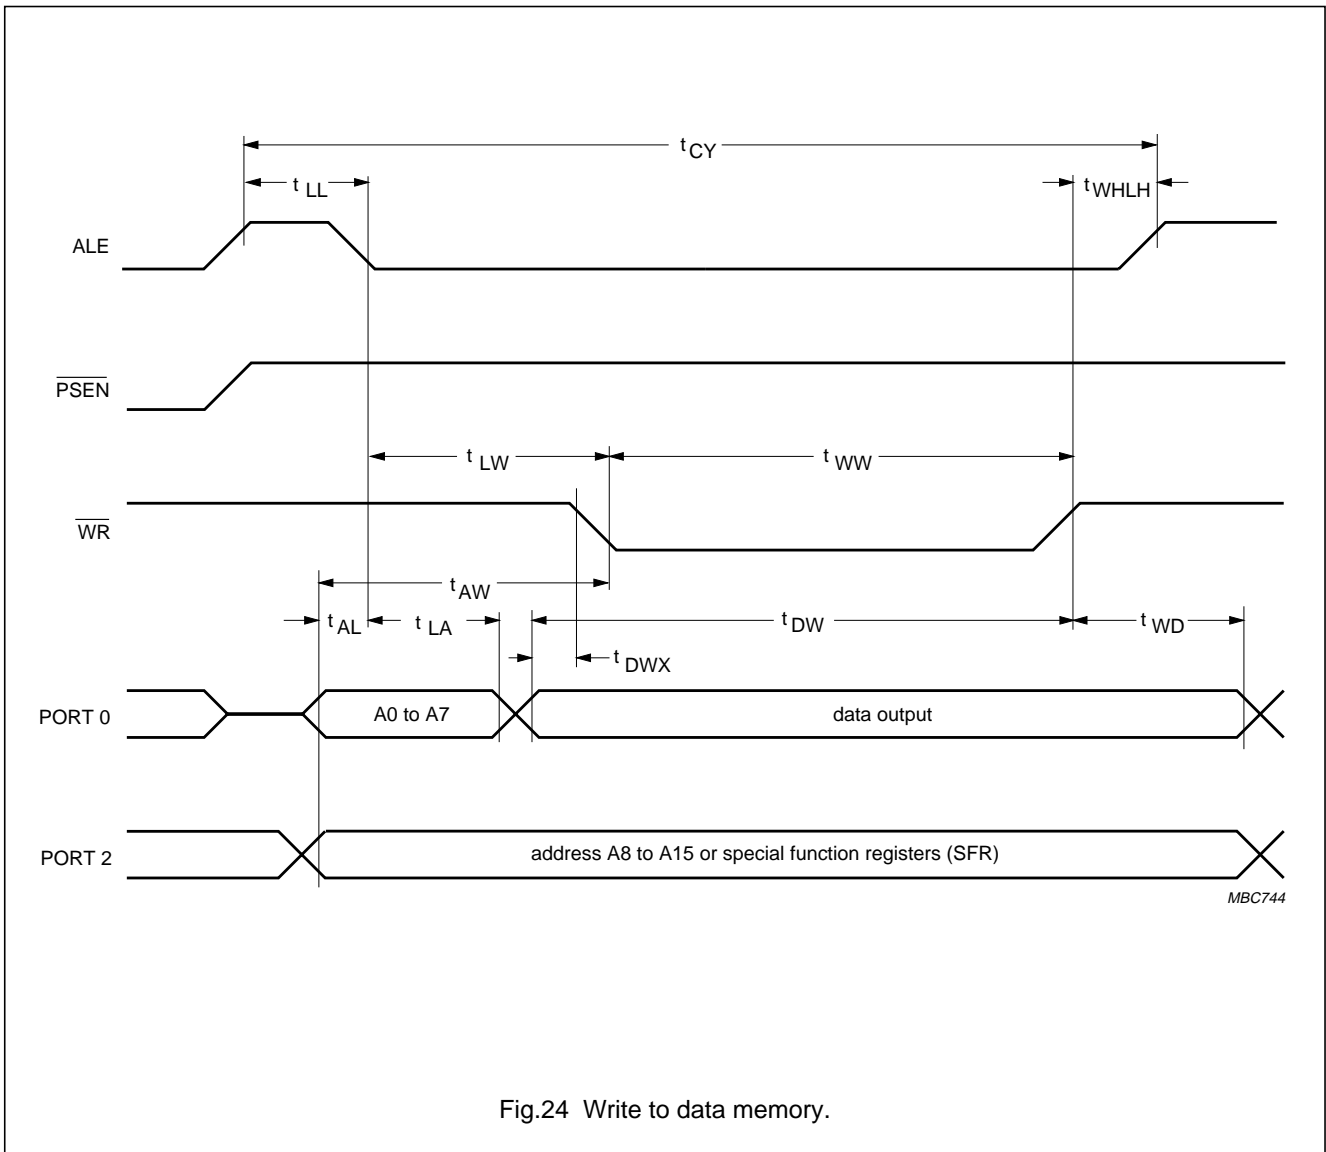 tCY
tLL
tWHLH
ALE
PSEN
tLW
tWW
WR
tAW
tAL
tLA
tDW
tWD
tDWX
PORT 0
A0 to A7
data output
PORT 2
address A8 to A15 or special function registers (SFR)
MBC744
Fig.24 Write to data memory.